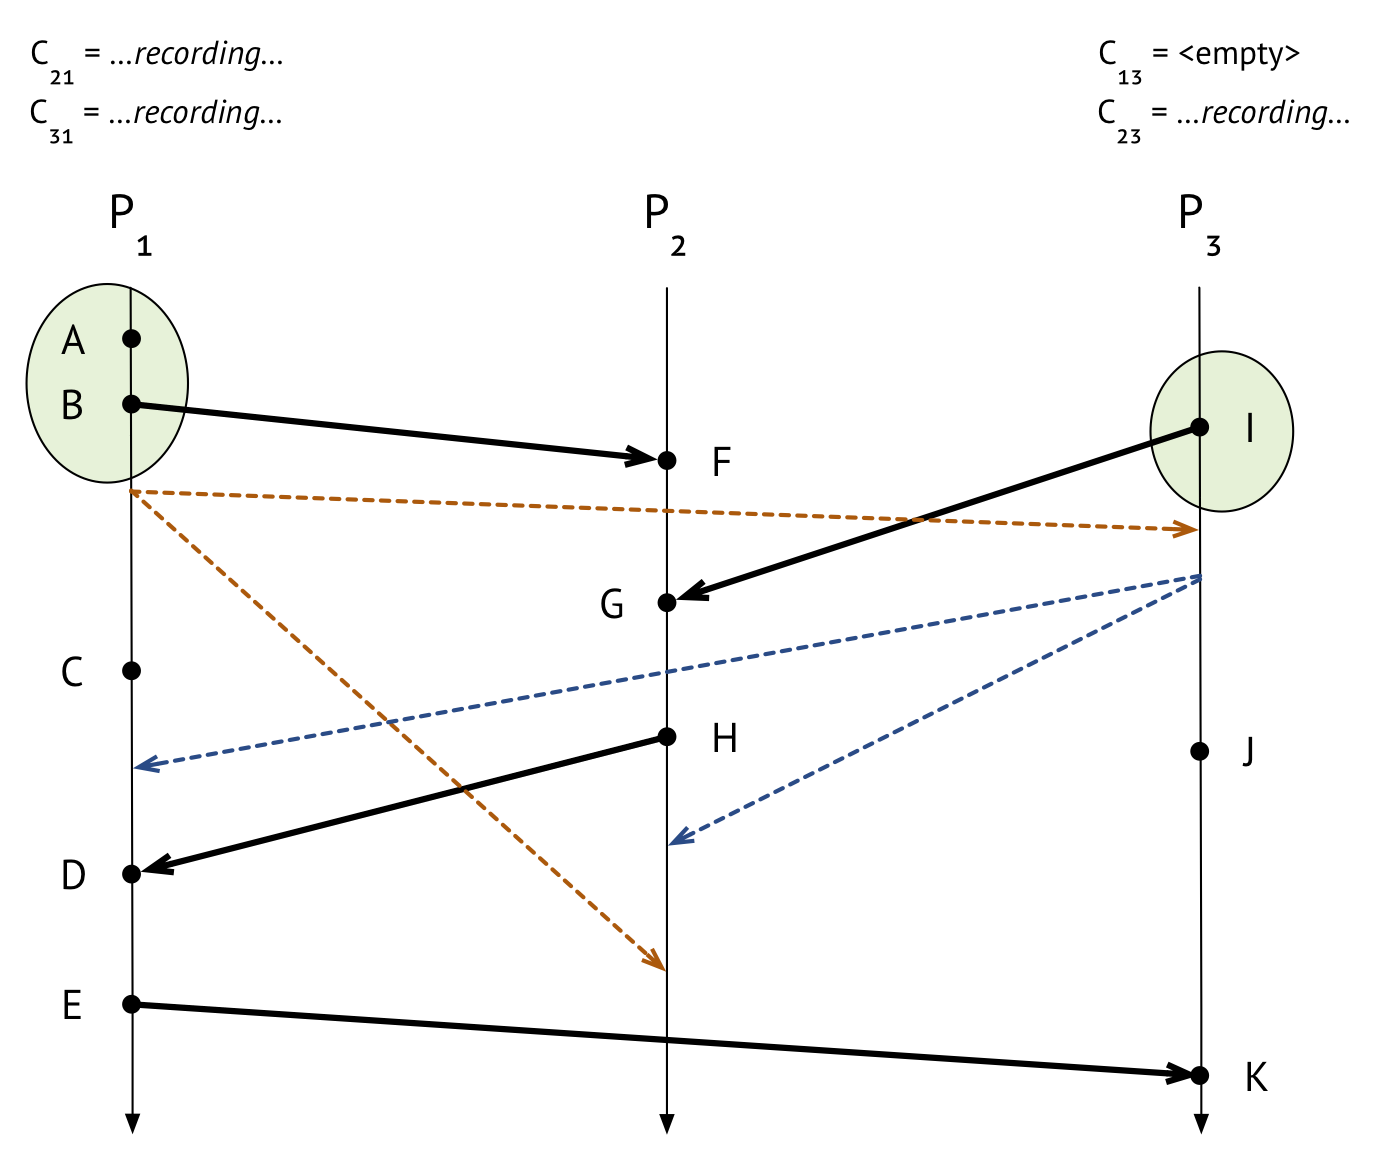 C21 = ...recording...
C13 = <empty>
C31 = ...recording...
C23 = ...recording...
P1
P2
P3
A
B
F
I
G
C
H
J
D
E
K